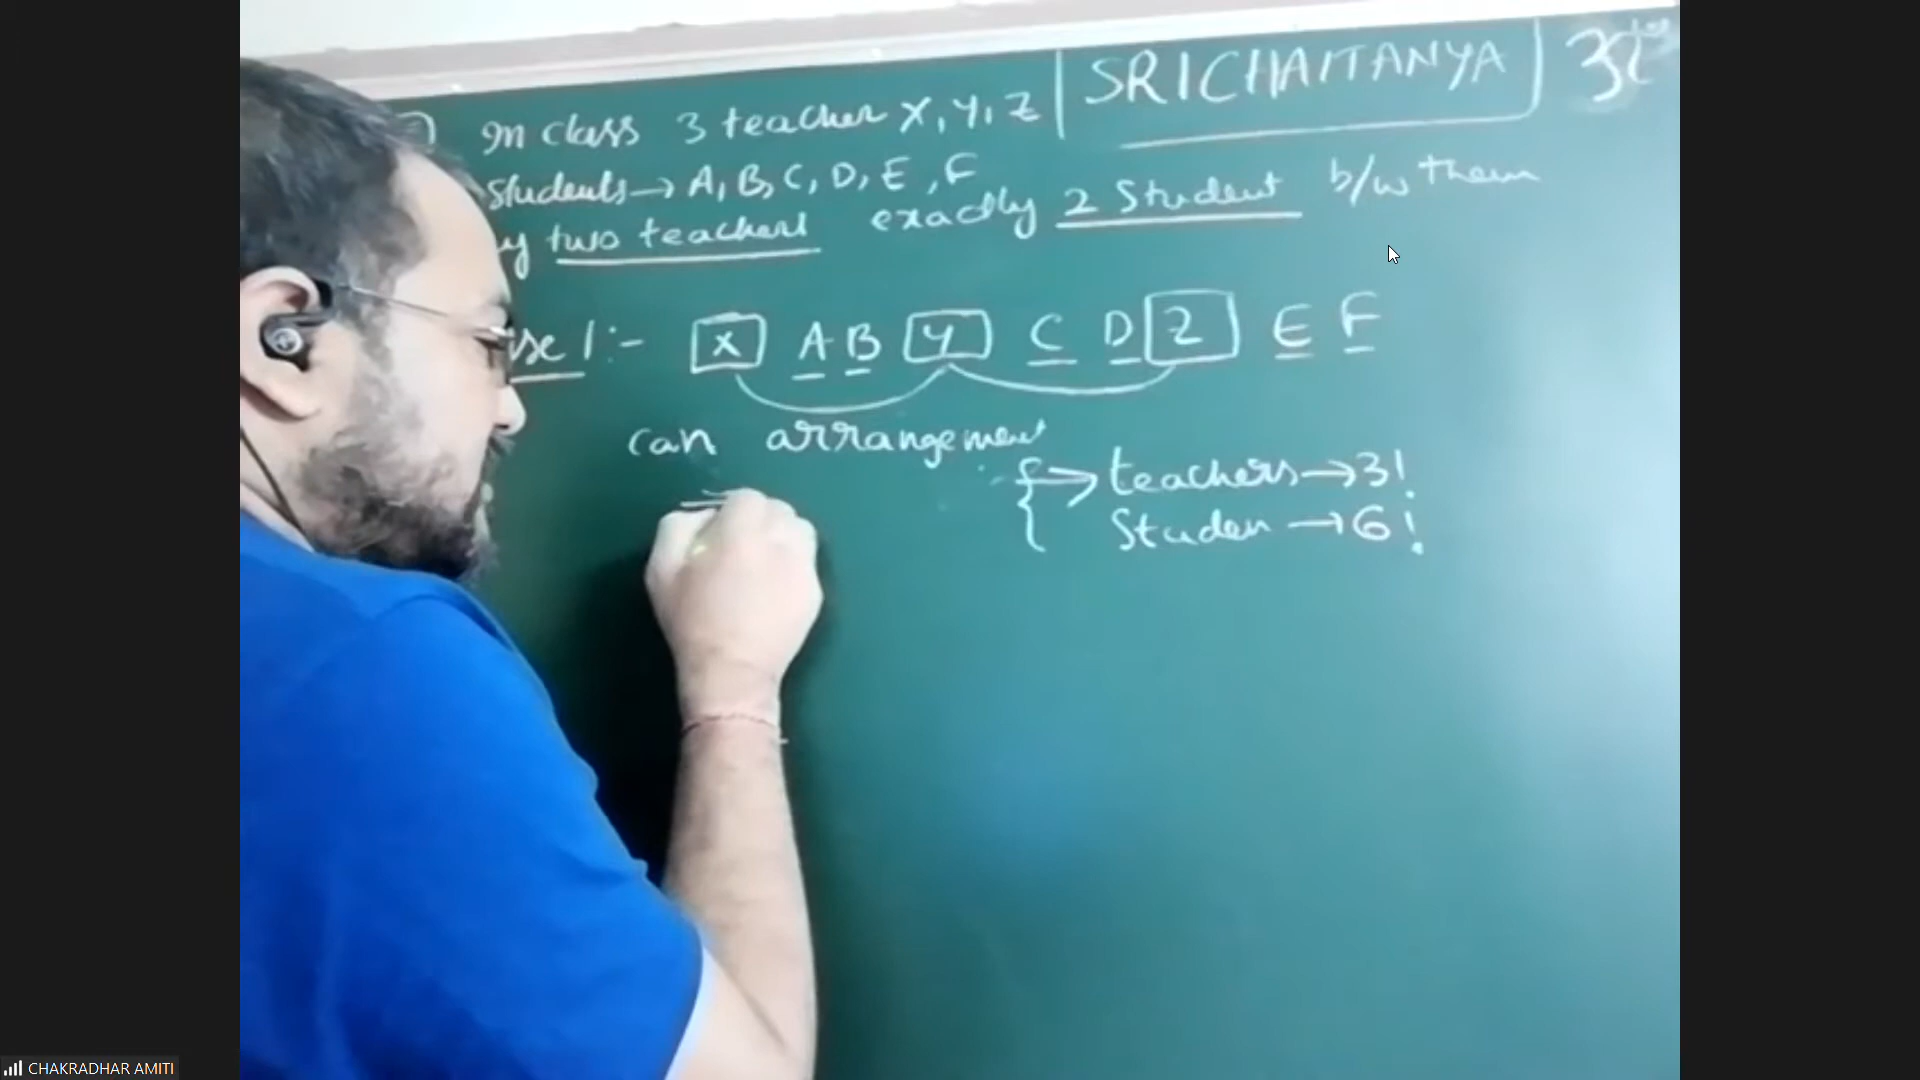 In class 3 teacher X, Y, Z
SRICHAITANYA
students → A, B, C, D, E, F
two teachers exactly 2 Student b/w them
1:- X A B Y C D Z E F
can arrangement
teachers → 3!
Studen → 6!
CHAKRADHAR AMITI